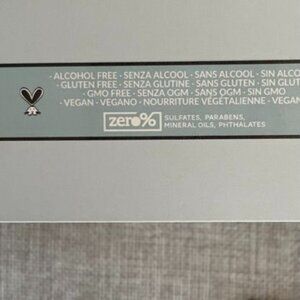 · ALCOHOL FREE · SENZA ALCOOL · SANS ALCOOL · SIN ALCO
· GLUTEN FREE · SENZA GLUTINE · SANS GLUTEN · SIN GLUT
· GMO FREE · SENZA OGM · SANS OGM · SIN GMO
· VEGAN · VEGANO · NOURRITURE VÉGÉTALIENNE · VEGAN
zero%
SULFATES, PARABENS,
MINERAL OILS, PHTHALATES